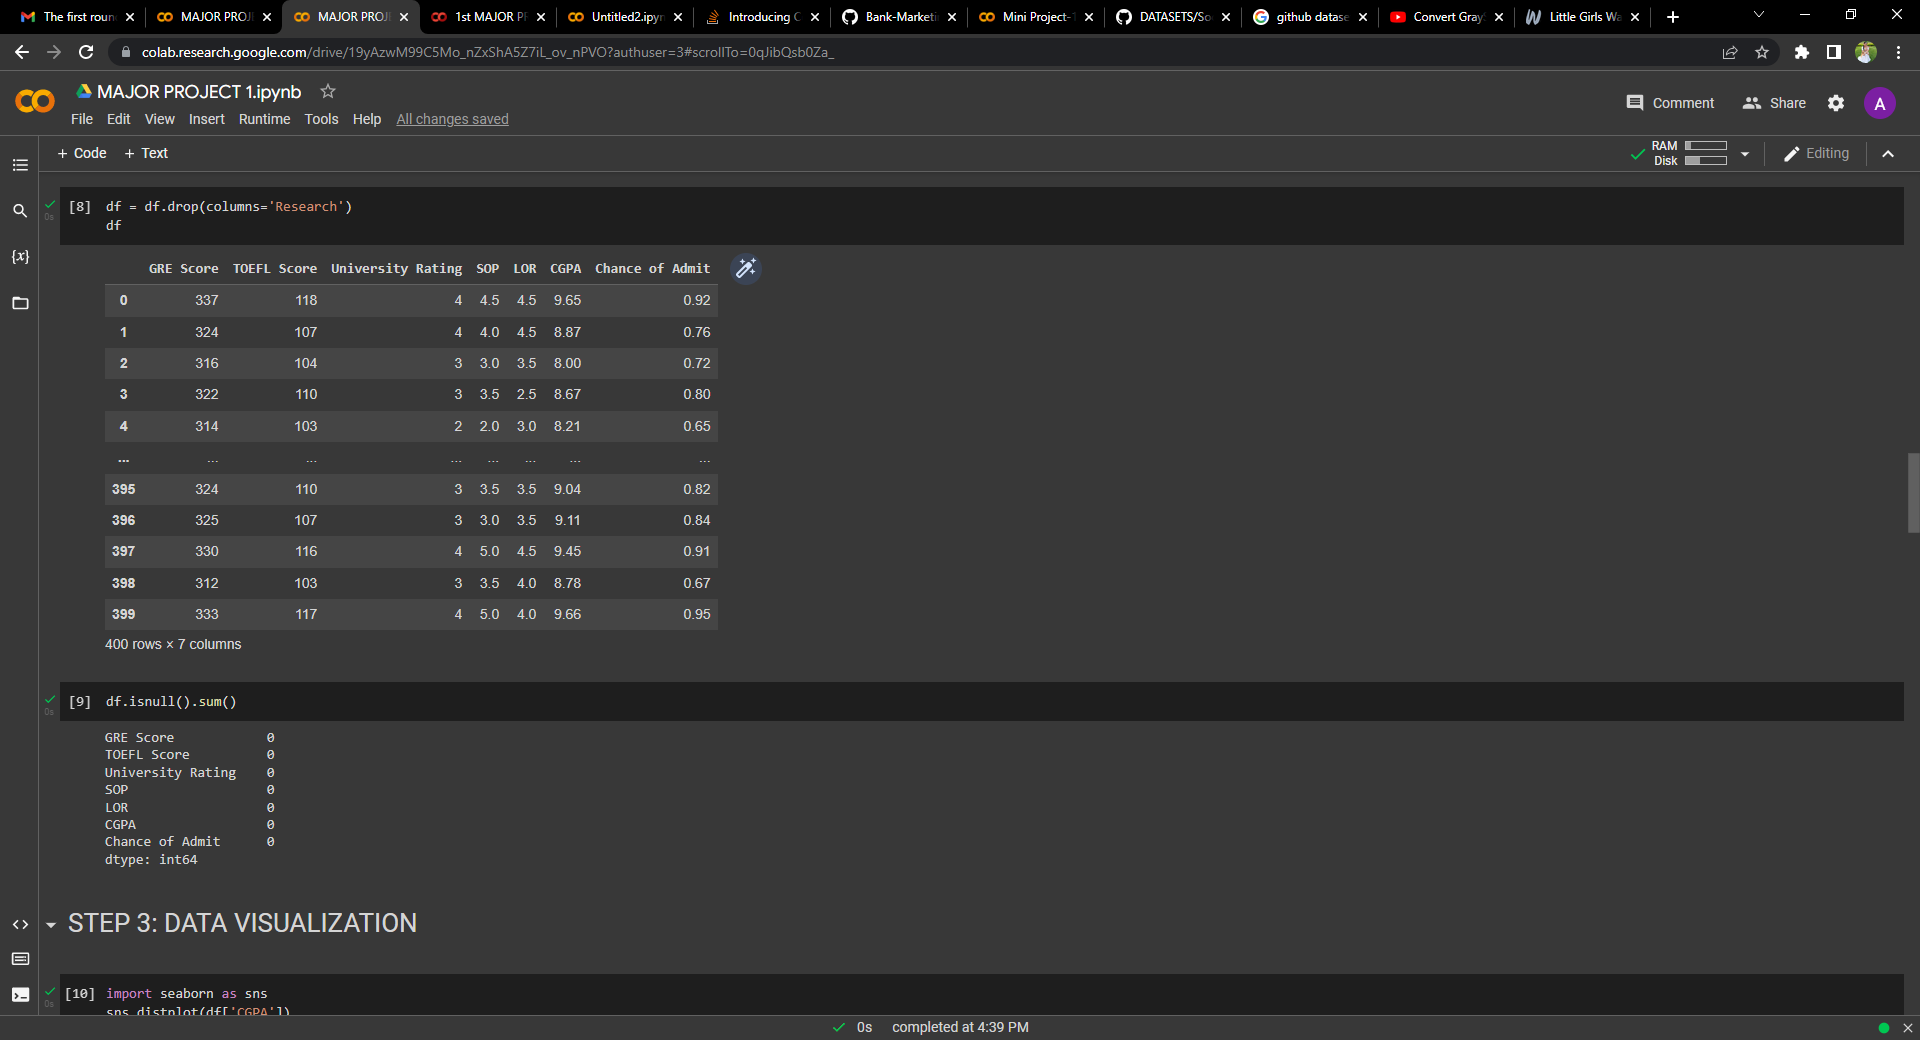 The first roun
MAJOR PROJ
MAJOR PROJ
1st MAJOR P
Untitled2.ipyn
Introducing C
Bank-Marketi
Mini Project-
DATASETS/So
github datase
Convert Gray
Little Girls Wa
colab.research.google.com/drive/19yAzwM99C5Mo_nZxShA5Z7iL_ov_nPVO?authuser=3#scrollTo=0qJibQsb0Za_
MAJOR PROJECT 1.ipynb
Comment Share A
File Edit View Insert Runtime Tools Help All changes saved
+ Code + Text
RAM
Disk
Editing
[8] df = df.drop(columns='Research')
df
0s
GRE Score TOEFL Score University Rating SOP LOR CGPA Chance of Admit
0 337 118 4 4.5 4.5 9.65 0.92
1 324 107 4 4.0 4.5 8.87 0.76
2 316 104 3 3.0 3.5 8.00 0.72
3 322 110 3 3.5 2.5 8.67 0.80
4 314 103 2 2.0 3.0 8.21 0.65
... ... ... ... ... ... ... ...
395 324 110 3 3.5 3.5 9.04 0.82
396 325 107 3 3.0 3.5 9.11 0.84
397 330 116 4 5.0 4.5 9.45 0.91
398 312 103 3 3.5 4.0 8.78 0.67
399 333 117 4 5.0 4.0 9.66 0.95
400 rows × 7 columns
[9] df.isnull().sum()
0s
GRE Score 0
TOEFL Score 0
University Rating 0
SOP 0
LOR 0
CGPA 0
Chance of Admit 0
dtype: int64
STEP 3: DATA VISUALIZATION
[10] import seaborn as sns
0s
sns.distplot(df['CGPA'])
0s completed at 4:39 PM